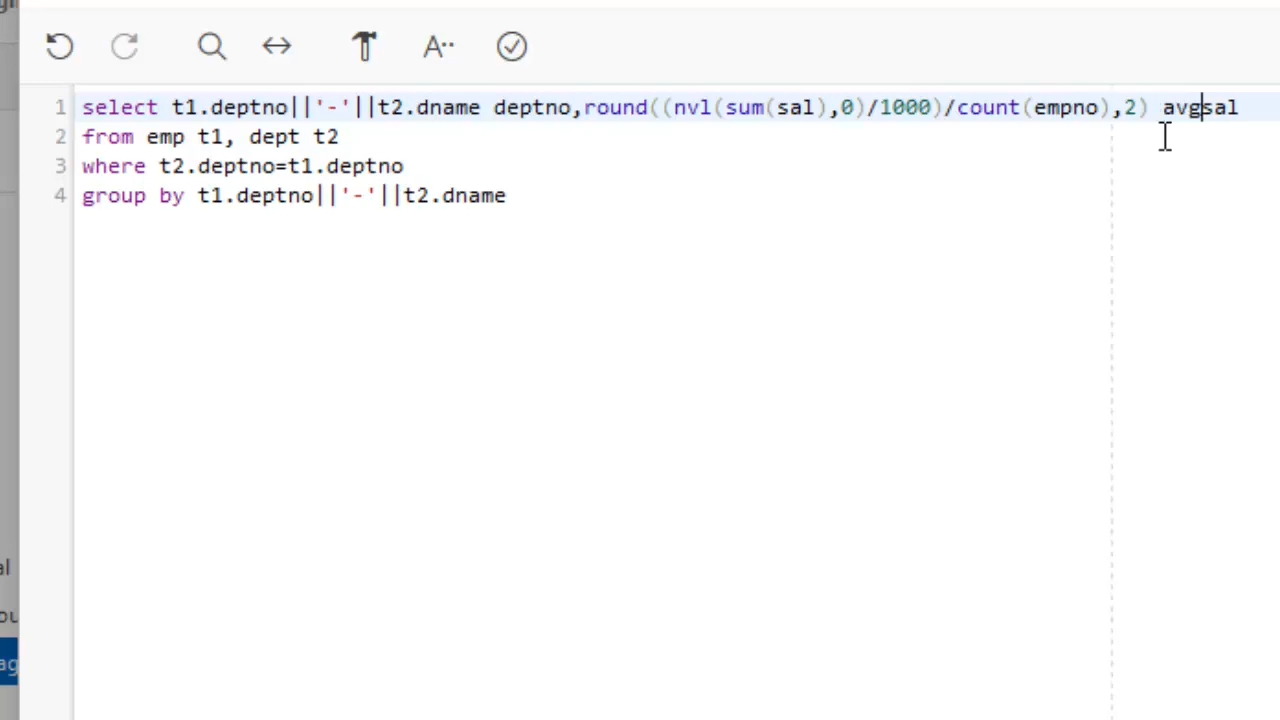 1 select t1.deptno||'-'||t2.dname deptno,round((nvl(sum(sal),0)/1000)/count(empno),2) avgsal
2 from emp t1, dept t2
3 where t2.deptno=t1.deptno
4 group by t1.deptno||'-'||t2.dname